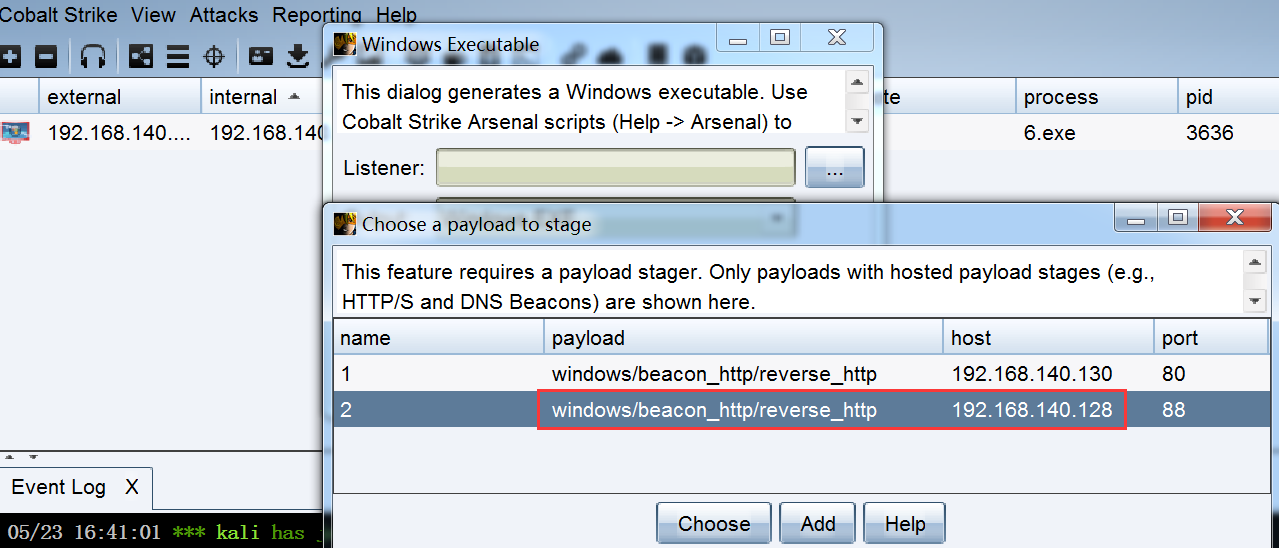 Cobalt Strike View Attacks Reporting Help
Windows Executable
external internal te process pid
This dialog generates a Windows executable. Use
Cobalt Strike Arsenal scripts (Help -> Arsenal) to
192.168.140.... 192.168.140 6.exe 3636
Listener: ...
Choose a payload to stage
This feature requires a payload stager. Only payloads with hosted payload stages (e.g.,
HTTP/S and DNS Beacons) are shown here.
name payload host port
1 windows/beacon_http/reverse_http 192.168.140.130 80
2 windows/beacon_http/reverse_http 192.168.140.128 88
Event Log X
Choose Add Help
05/23 16:41:01 *** kali has